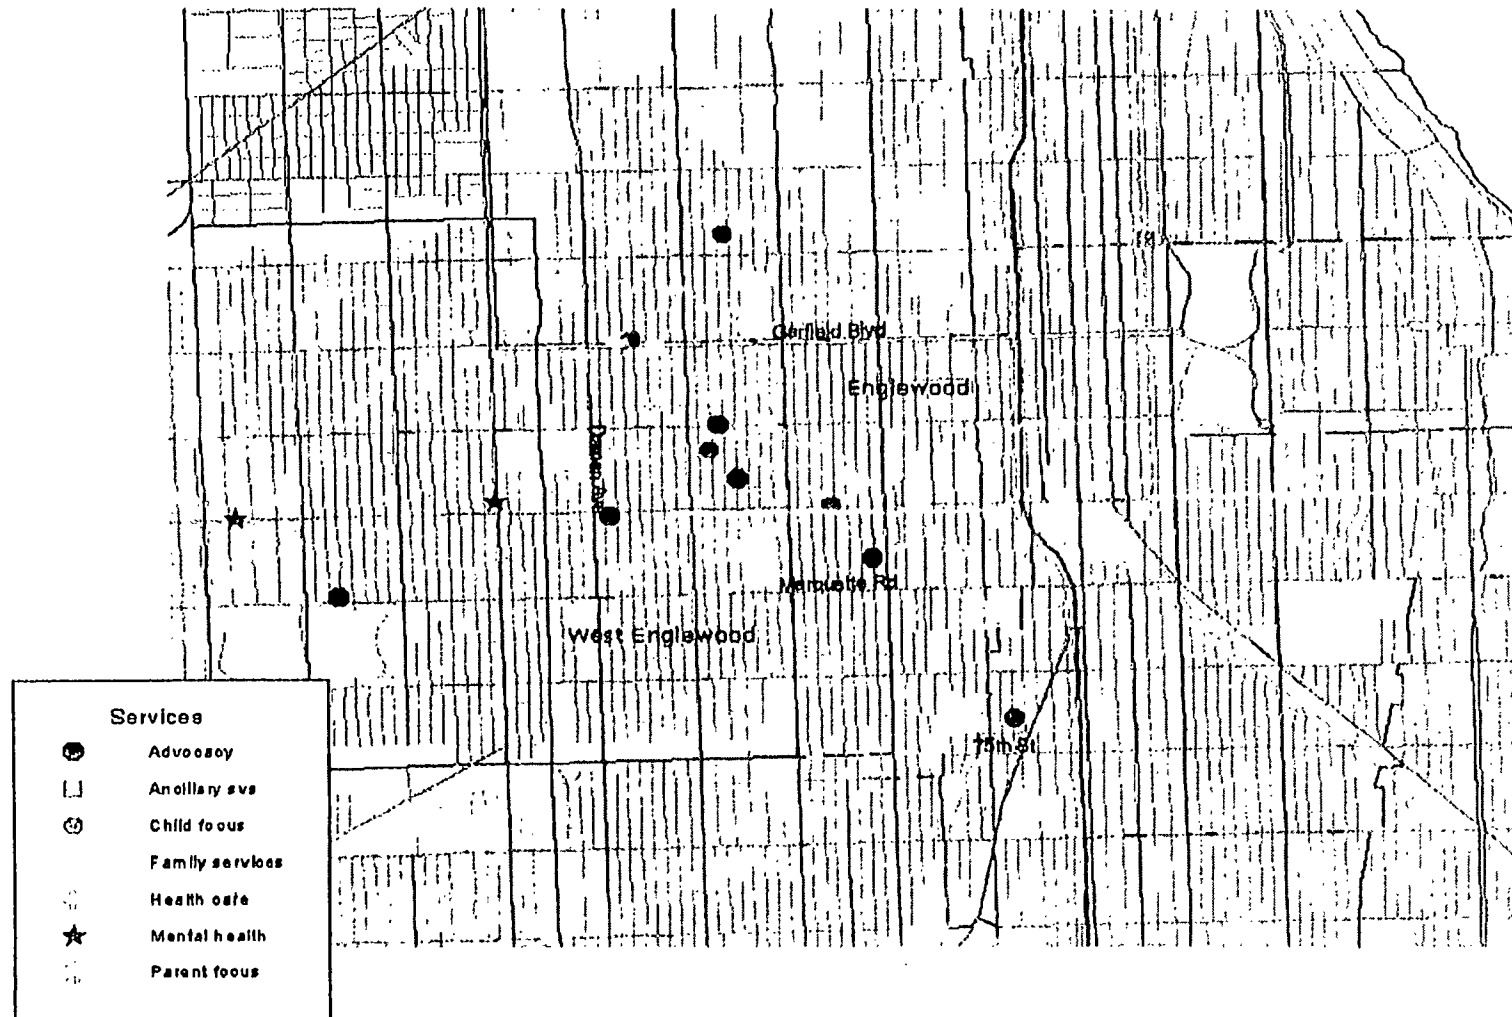 Garfield Blvd
Englewood
Damen Ave
Marquette Rd
West Englewood
75th St
Services
Advocacy
Ancillary svs
Child focus
Family services
Health care
Mental health
Parent focus